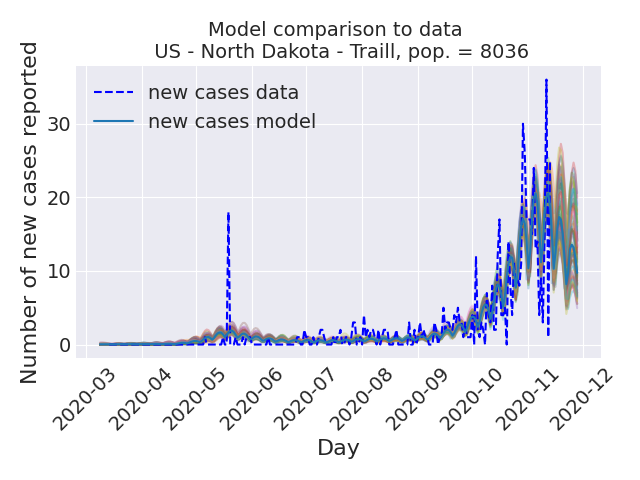 Model comparison to data
US - North Dakota - Traill, pop. = 8036
Number of new cases reported
new cases data
new cases model
30
20
10
0
2020-03
2020-04
2020-05
2020-06
2020-07
2020-08
2020-09
2020-10
2020-11
2020-12
Day